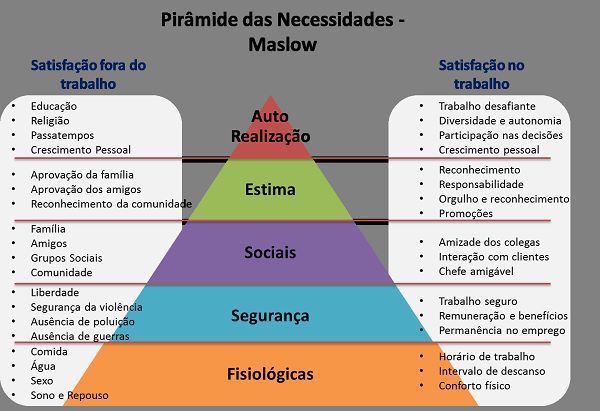 Pirâmide das Necessidades -
Maslow
Satisfação fora do
trabalho
• Educação
• Religião
• Passatempos
• Crescimento Pessoal
• Aprovação da família
• Aprovação dos amigos
• Reconhecimento da comunidade
• Família
• Amigos
• Grupos Sociais
• Comunidade
• Liberdade
• Segurança da violência
• Ausência de poluição
• Ausência de guerras
• Comida
• Água
• Sexo
• Sono e Repouso
Auto
Realização
Estima
Sociais
Segurança
Fisiológicas
Satisfação no
trabalho
• Trabalho desafiante
• Diversidade e autonomia
• Participação nas decisões
• Crescimento pessoal
• Reconhecimento
• Responsabilidade
• Orgulho e reconhecimento
• Promoções
• Amizade dos colegas
• Interação com clientes
• Chefe amigável
• Trabalho seguro
• Remuneração e benefícios
• Permanência no emprego
• Horário de trabalho
• Intervalo de descanso
• Conforto físico